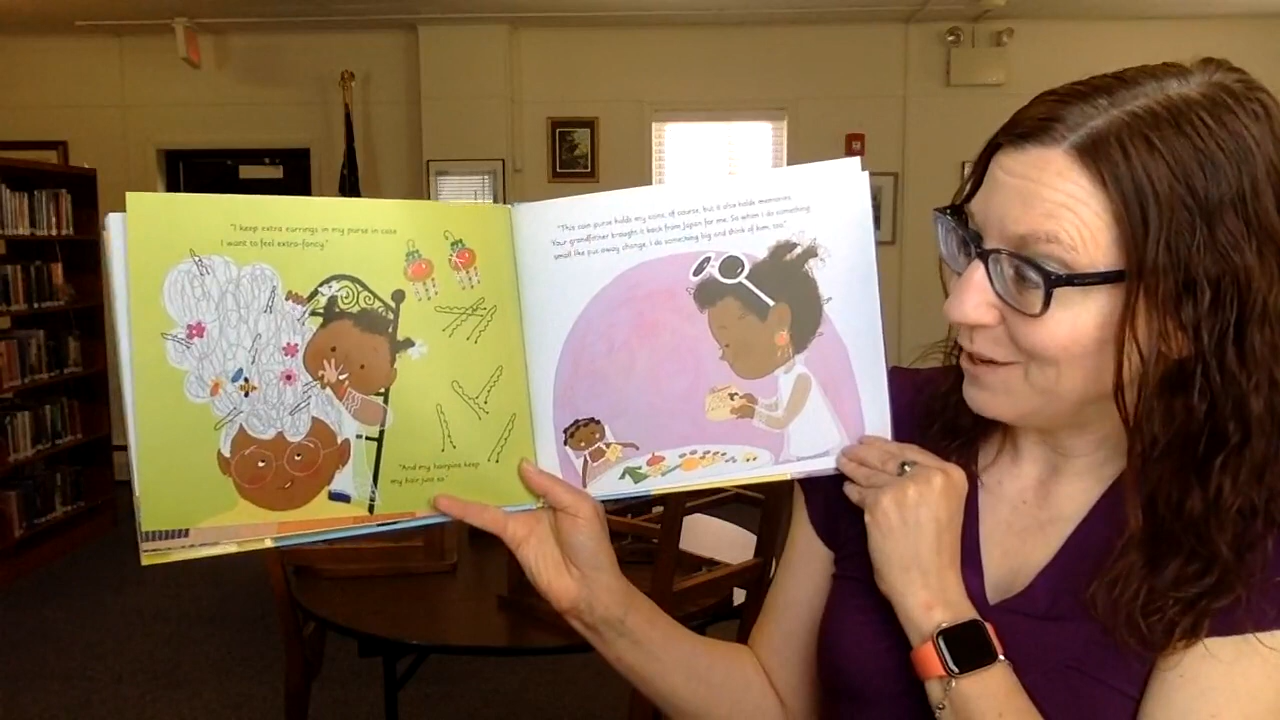 "I keep extra earrings in my purse in case
I want to feel extra-fancy."
"And my hairpins keep
my hair just so."
"This coin purse holds my coins, of course, but it also holds memories.
Your grandfather brought it back from Japan for me. So when I do something
small like put away change, I do something big and think of him, too."